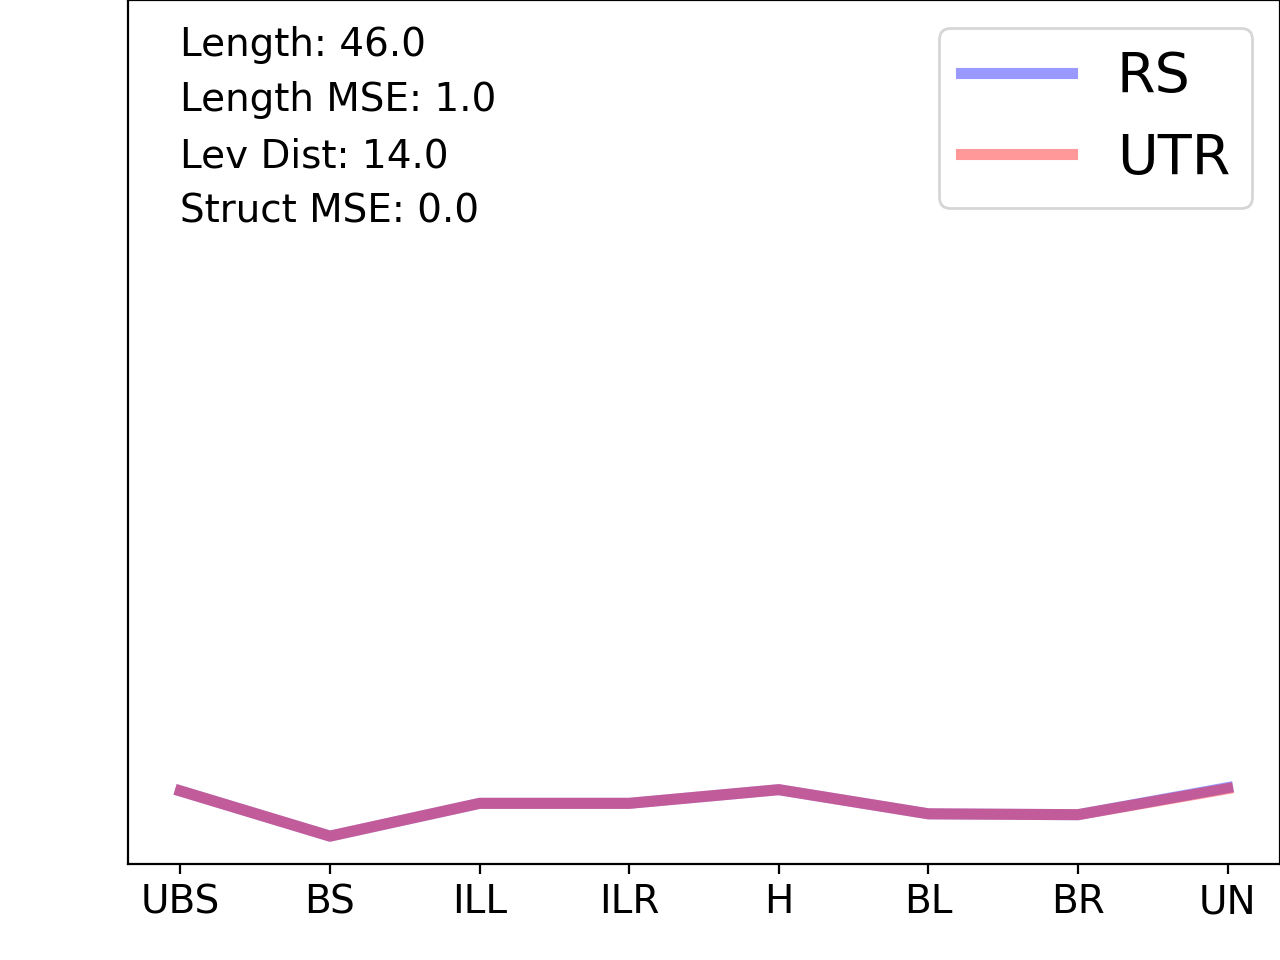 Length: 46.0
Length MSE: 1.0
Lev Dist: 14.0
Struct MSE: 0.0
RS
UTR
UBS BS ILL ILR H BL BR UN